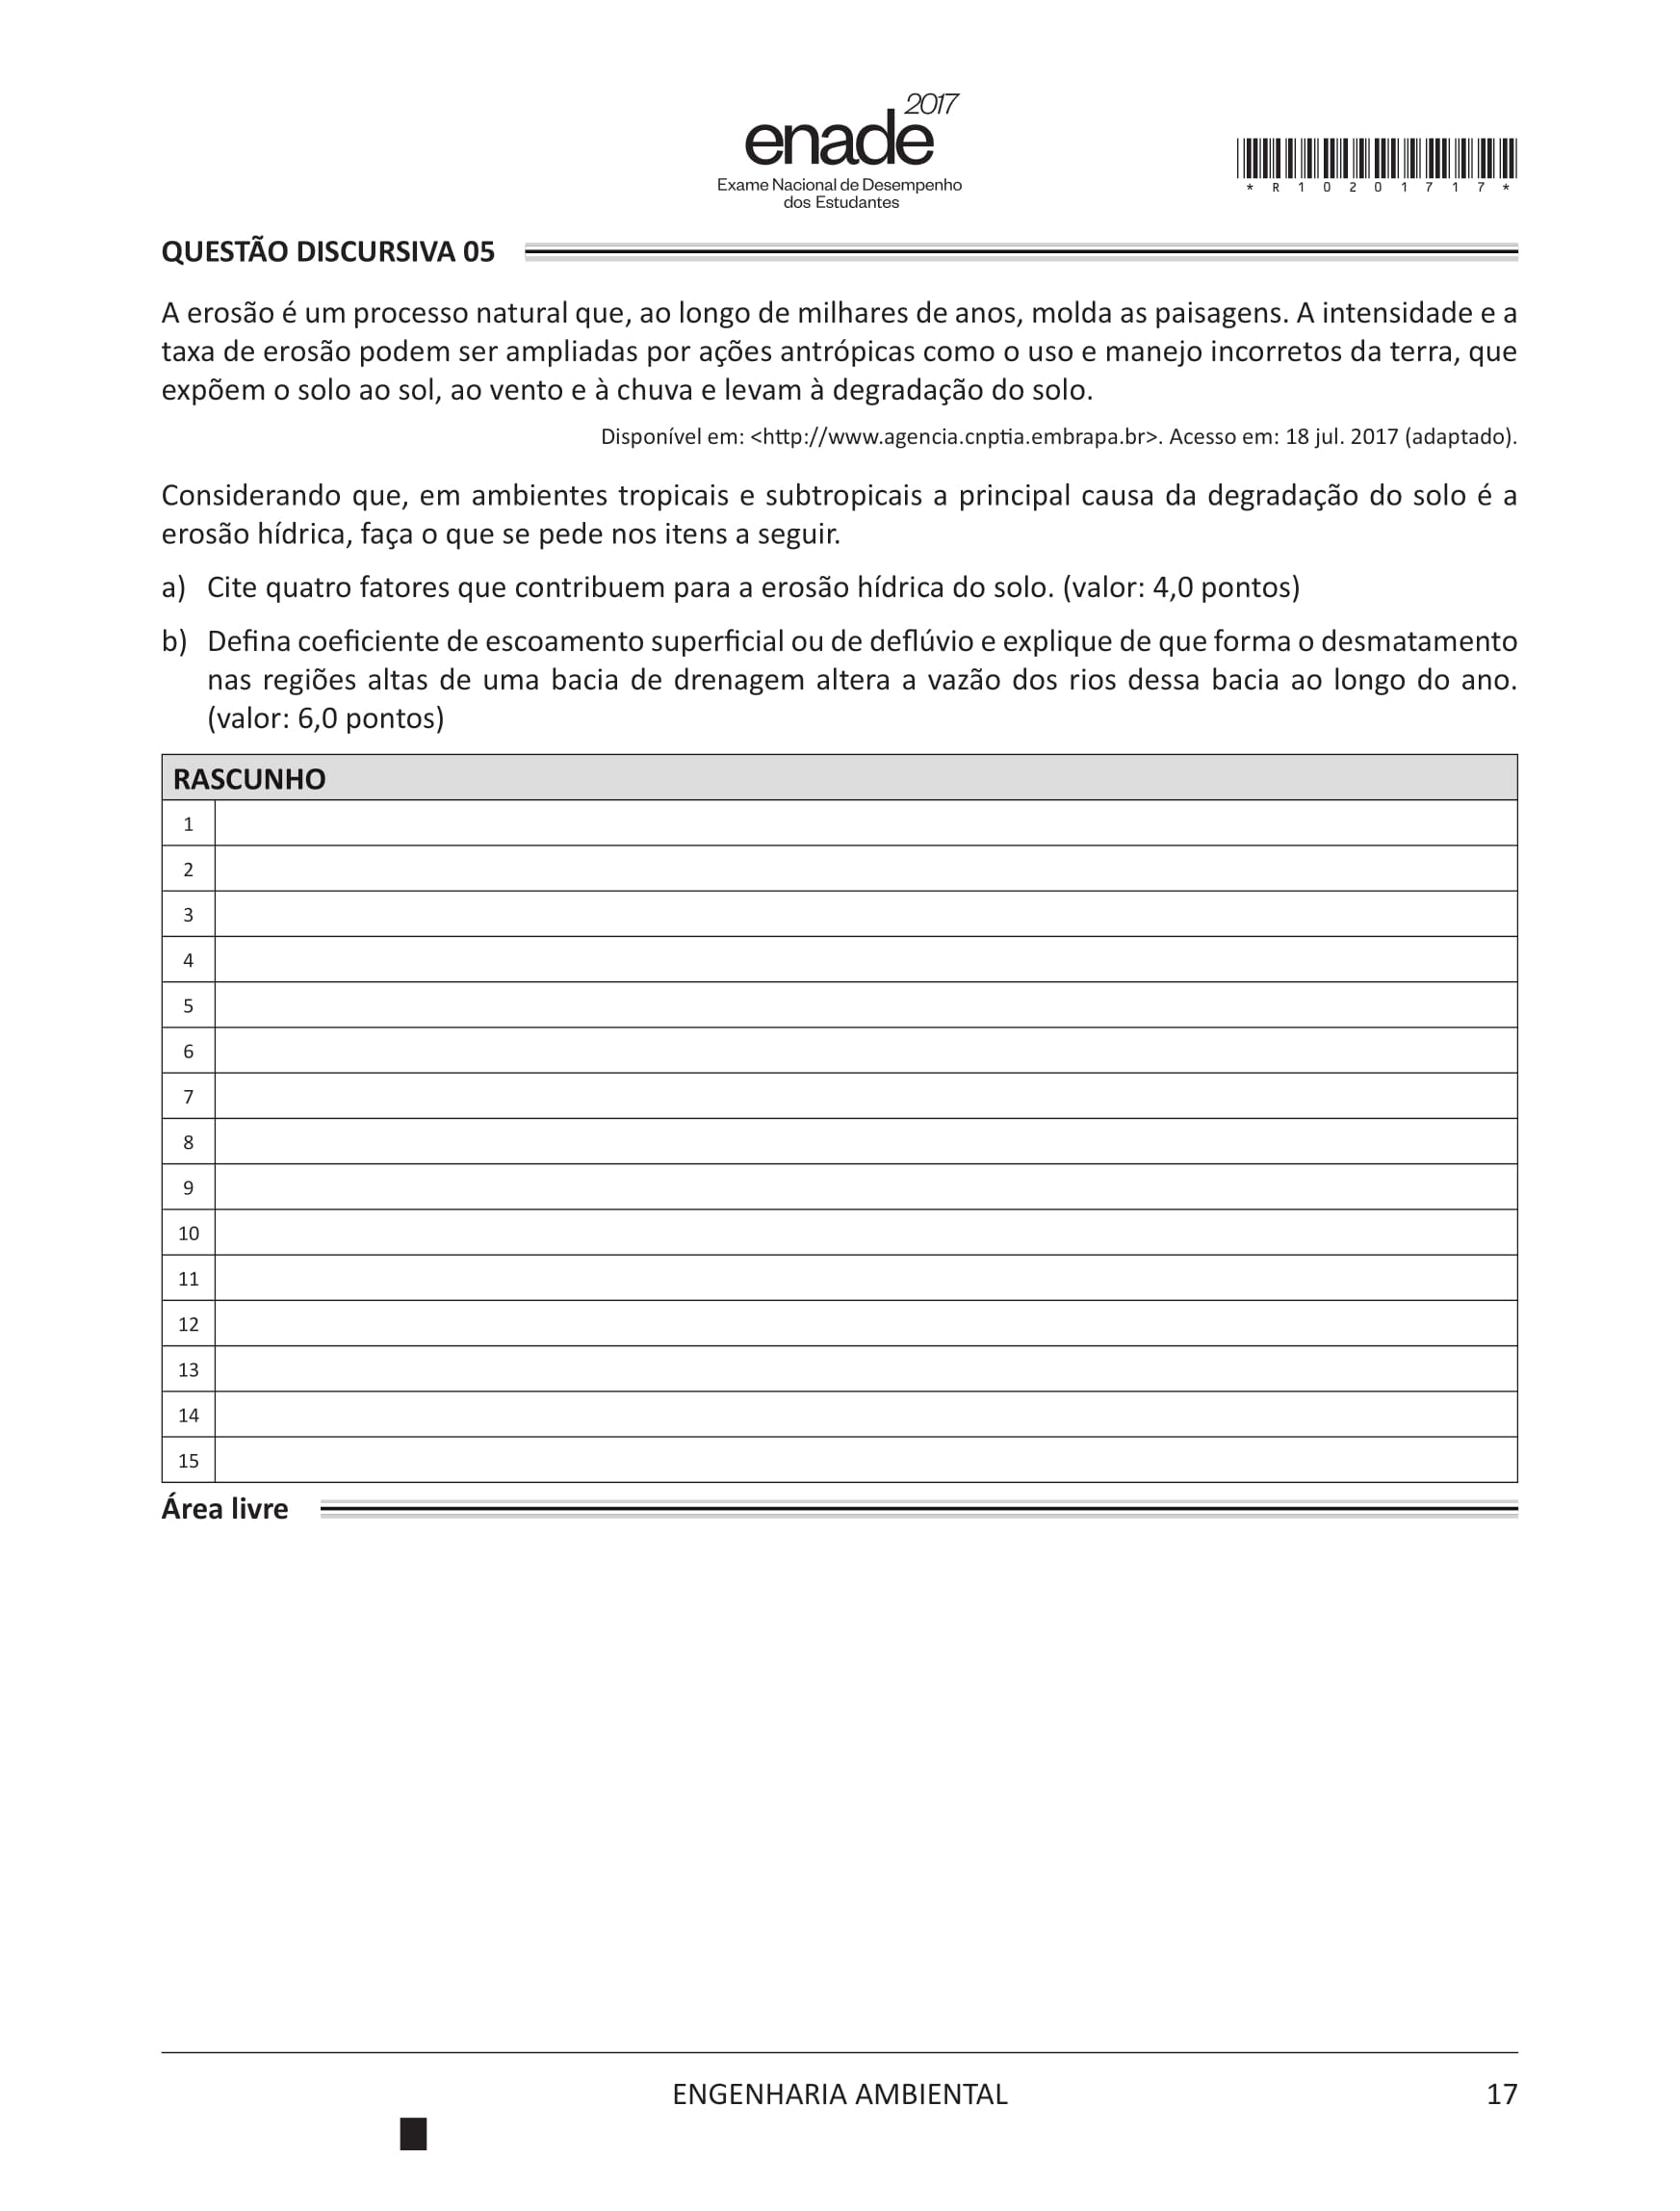 2017
enade
Exame Nacional de Desempenho
dos Estudantes
* R 1 0 2 0 1 7 1 7 *
QUESTÃO DISCURSIVA 05
A erosão é um processo natural que, ao longo de milhares de anos, molda as paisagens. A intensidade e a
taxa de erosão podem ser ampliadas por ações antrópicas como o uso e manejo incorretos da terra, que
expõem o solo ao sol, ao vento e à chuva e levam à degradação do solo.
Disponível em: <http://www.agencia.cnptia.embrapa.br>. Acesso em: 18 jul. 2017 (adaptado).
Considerando que, em ambientes tropicais e subtropicais a principal causa da degradação do solo é a
erosão hídrica, faça o que se pede nos itens a seguir.
a) Cite quatro fatores que contribuem para a erosão hídrica do solo. (valor: 4,0 pontos)
b) Defina coeficiente de escoamento superficial ou de deflúvio e explique de que forma o desmatamento
nas regiões altas de uma bacia de drenagem altera a vazão dos rios dessa bacia ao longo do ano.
(valor: 6,0 pontos)
RASCUNHO
1
2
3
4
5
6
7
8
9
10
11
12
13
14
15
Área livre
ENGENHARIA AMBIENTAL
17